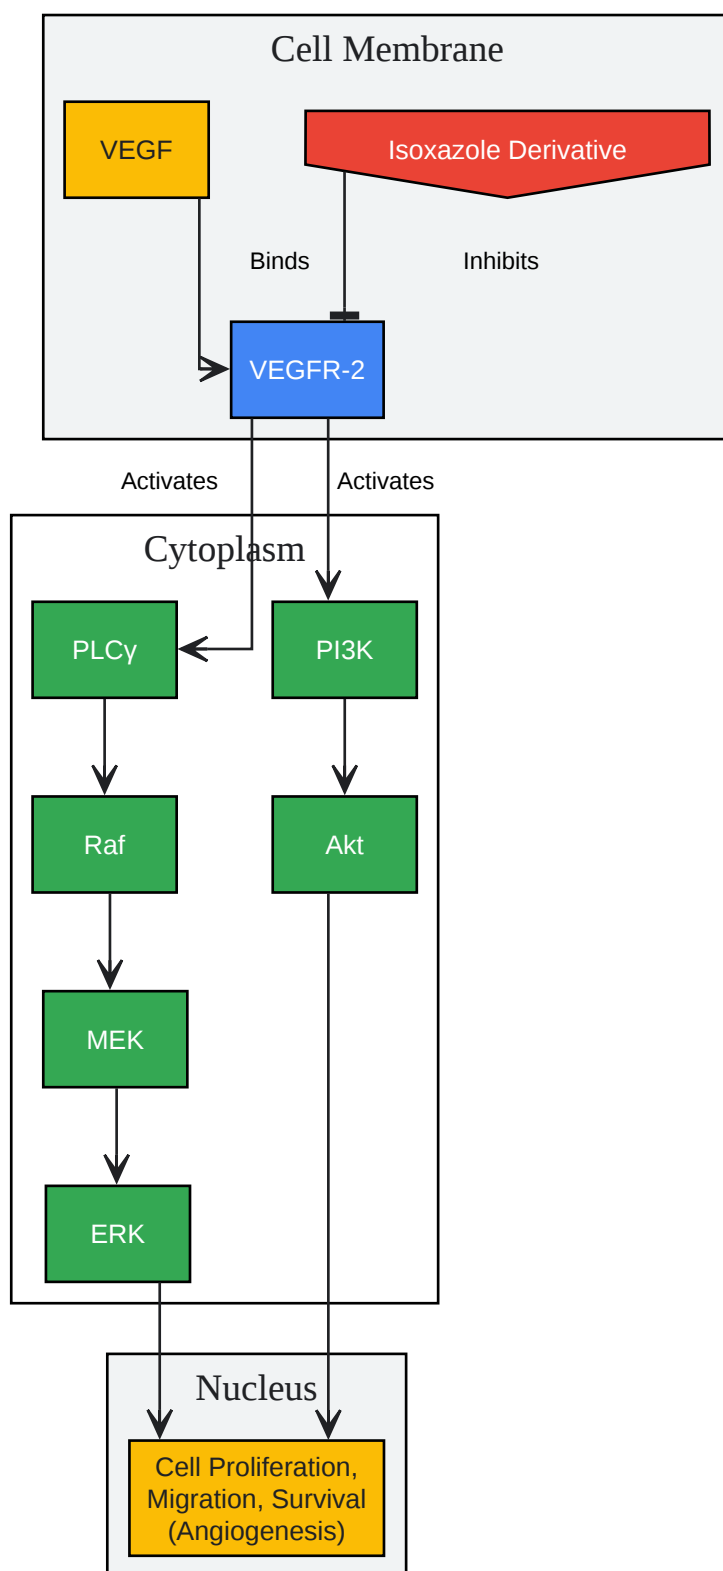 Cell Membrane
VEGF
Isoxazole Derivative
Binds
Inhibits
VEGFR-2
Activates
Activates
Cytoplasm
PLCγ
PI3K
Raf
Akt
MEK
ERK
Nucleus
Cell Proliferation,
Migration, Survival
(Angiogenesis)